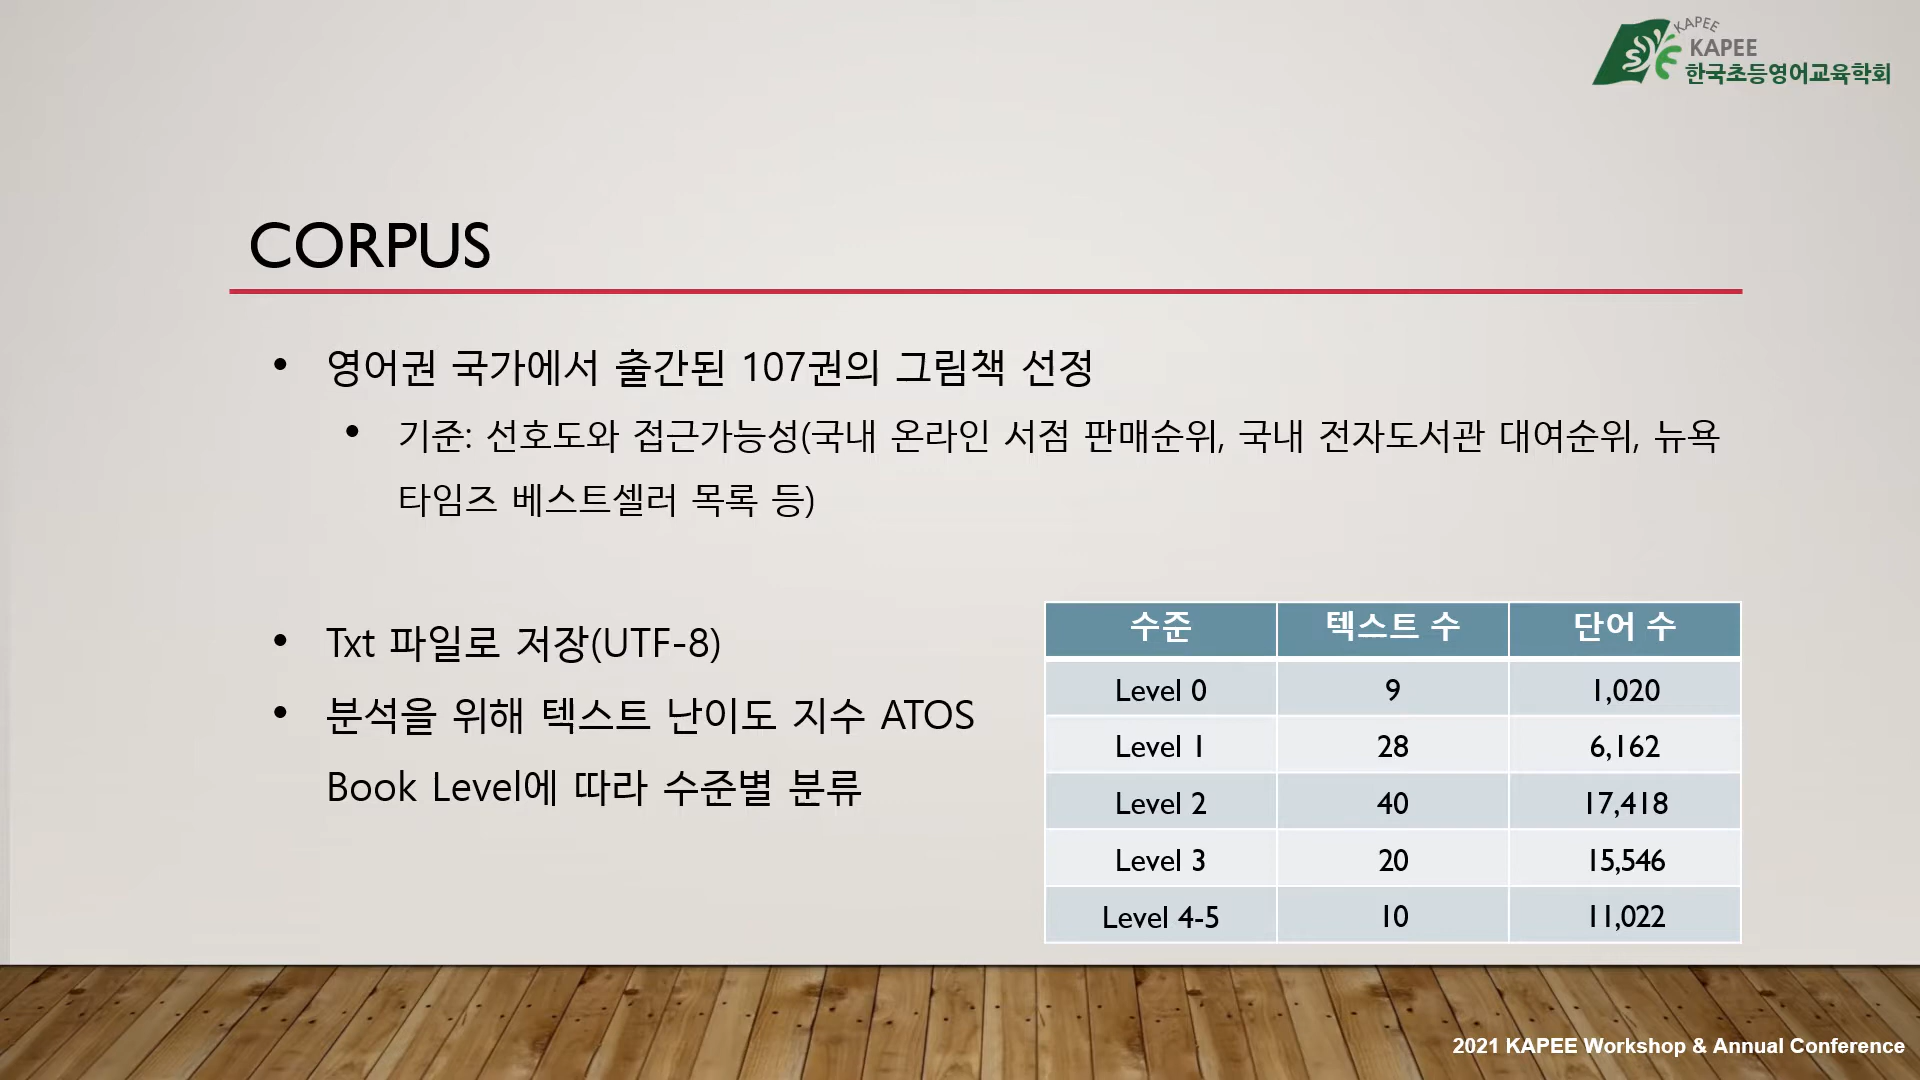 KAPEE
KAPEE
한국초등영어교육학회
CORPUS
• 영어권 국가에서 출간된 107권의 그림책 선정
• 기준: 선호도와 접근가능성(국내 온라인 서점 판매순위, 국내 전자도서관 대여순위, 뉴욕
타임즈 베스트셀러 목록 등)
• Txt 파일로 저장(UTF-8)
• 분석을 위해 텍스트 난이도 지수 ATOS
Book Level에 따라 수준별 분류
수준 텍스트 수 단어 수
Level 0 9 1,020
Level 1 28 6,162
Level 2 40 17,418
Level 3 20 15,546
Level 4-5 10 11,022
2021 KAPEE Workshop & Annual Conference